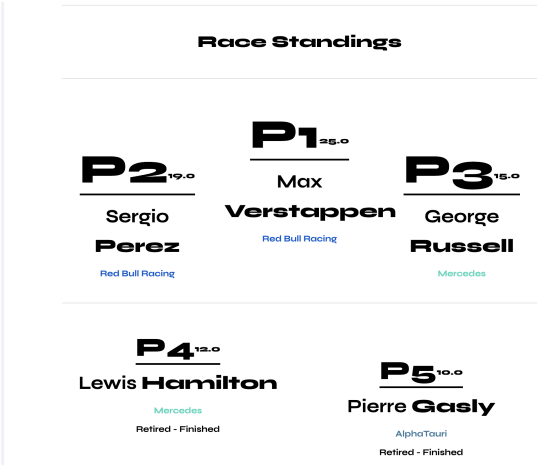 Race Standings
P1 25.0
Max
Verstappen
Red Bull Racing
P2 19.0
Sergio
Perez
Red Bull Racing
P3 15.0
George
Russell
Mercedes
P4 12.0
Lewis Hamilton
Mercedes
Retired - Finished
P5 10.0
Pierre Gasly
AlphaTauri
Retired - Finished